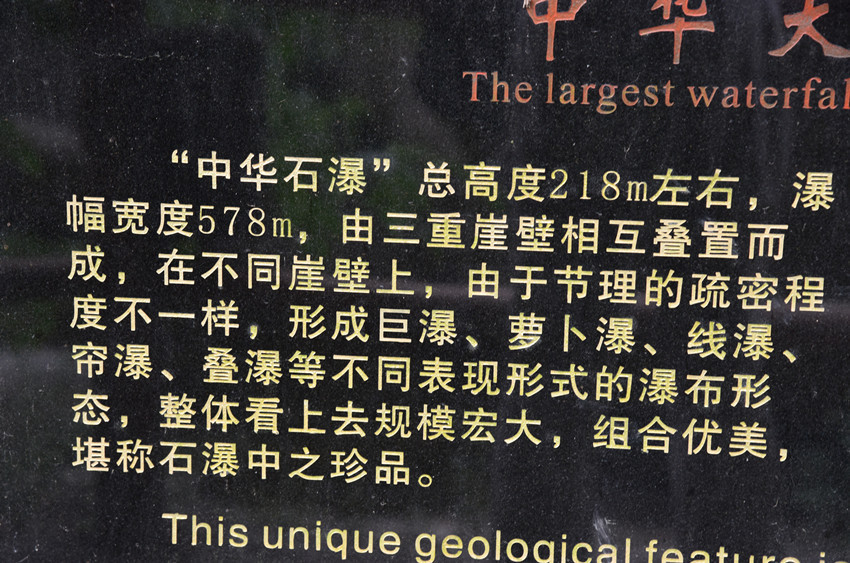 中华大
The largest waterfal
“中华石瀑”总高度218m左右，瀑
幅宽度578m，由三重崖壁相互叠置而
成，在不同崖壁上，由于节理的疏密程
度不一样，形成巨瀑、萝卜瀑、线瀑、
帘瀑、叠瀑等不同表现形式的瀑布形
态，整体看上去规模宏大，组合优美，
堪称石瀑中之珍品。
This unique geological feature is